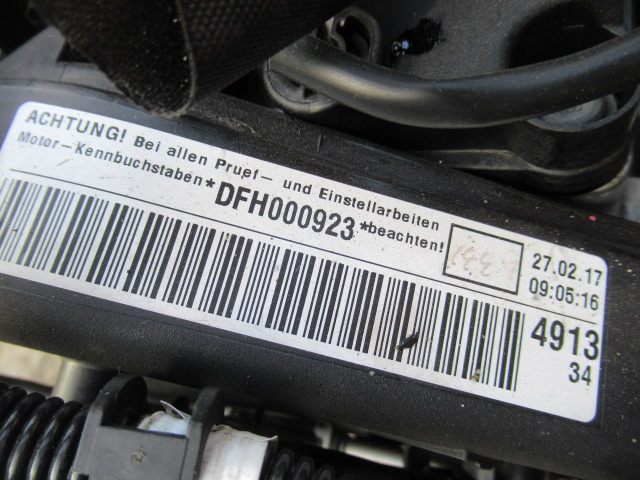 ACHTUNG! Bei allen Pruef— und Einstellarbeiten
Motor—Kennbuchstaben *DFH000923* beachten!
27.02.17
09:05:16
4913
34